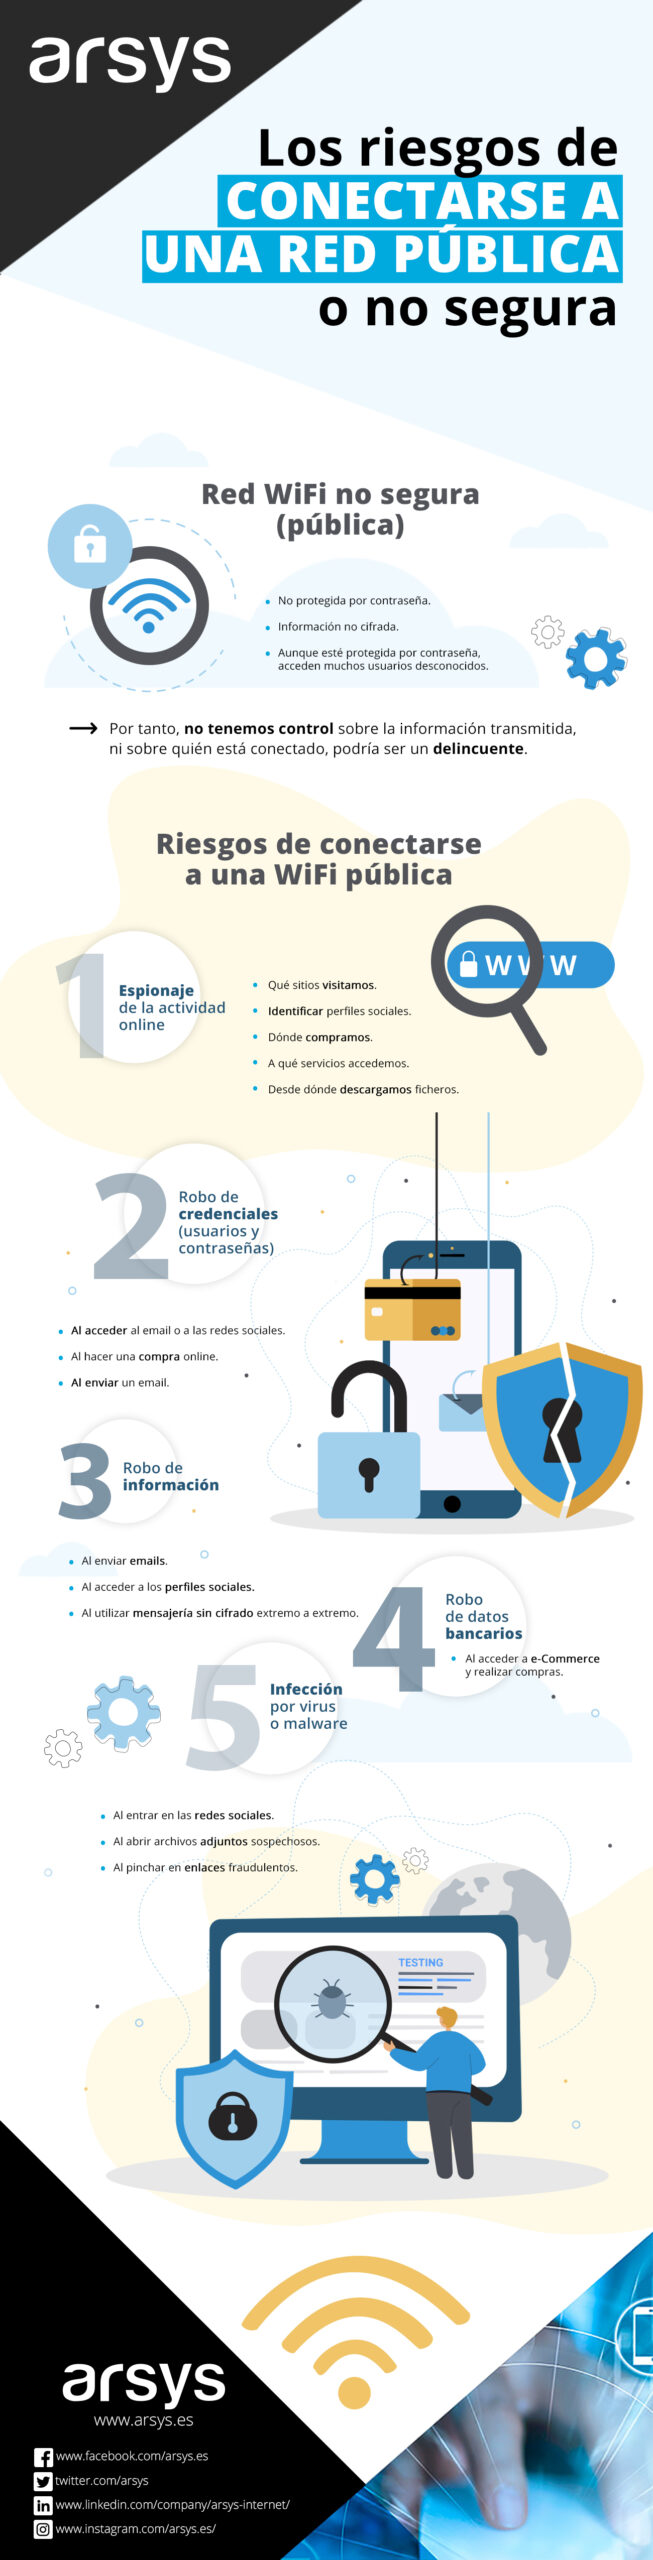 arsys
Los riesgos de
CONECTARSE A
UNA RED PÚBLICA
o no segura
Red WiFi no segura
(pública)
No protegida por contraseña.
Información no cifrada.
Aunque esté protegida por contraseña,
acceden muchos usuarios desconocidos.
Por tanto, no tenemos control sobre la información transmitida,
ni sobre quién está conectado, podría ser un delincuente.
Riesgos de conectarse
a una WiFi pública
WWW
1
Espionaje
de la actividad
online
Qué sitios visitamos.
Identificar perfiles sociales.
Dónde compramos.
A qué servicios accedemos.
Desde dónde descargamos ficheros.
2
Robo de
credenciales
(usuarios y
contraseñas)
Al acceder al email o a las redes sociales.
Al hacer una compra online.
Al enviar un email.
3
Robo de
información
Al enviar emails.
Al acceder a los perfiles sociales.
Al utilizar mensajería sin cifrado extremo a extremo.
4
Robo
de datos
bancarios
Al acceder a e-Commerce
y realizar compras.
5
Infección
por virus
o malware
Al entrar en las redes sociales.
Al abrir archivos adjuntos sospechosos.
Al pinchar en enlaces fraudulentos.
TESTING
arsys
www.arsys.es
www.facebook.com/arsys.es
twitter.com/arsys
www.linkedin.com/company/arsys-internet/
www.instagram.com/arsys.es/